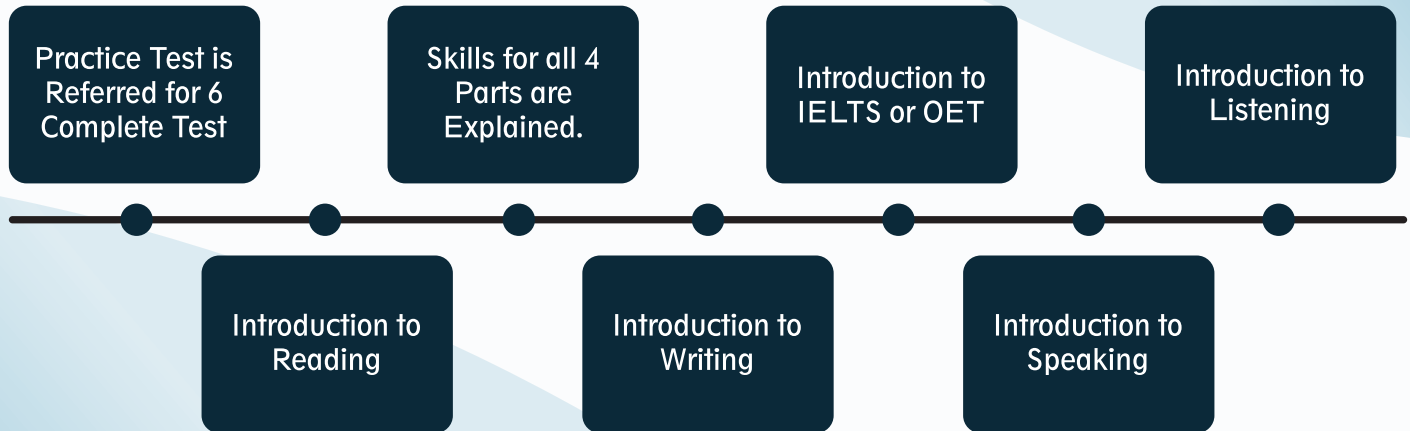 Practice Test is
Referred for 6
Complete Test
Skills for all 4
Parts are
Explained.
Introduction to
IELTS or OET
Introduction to
Listening
Introduction to
Reading
Introduction to
Writing
Introduction to
Speaking